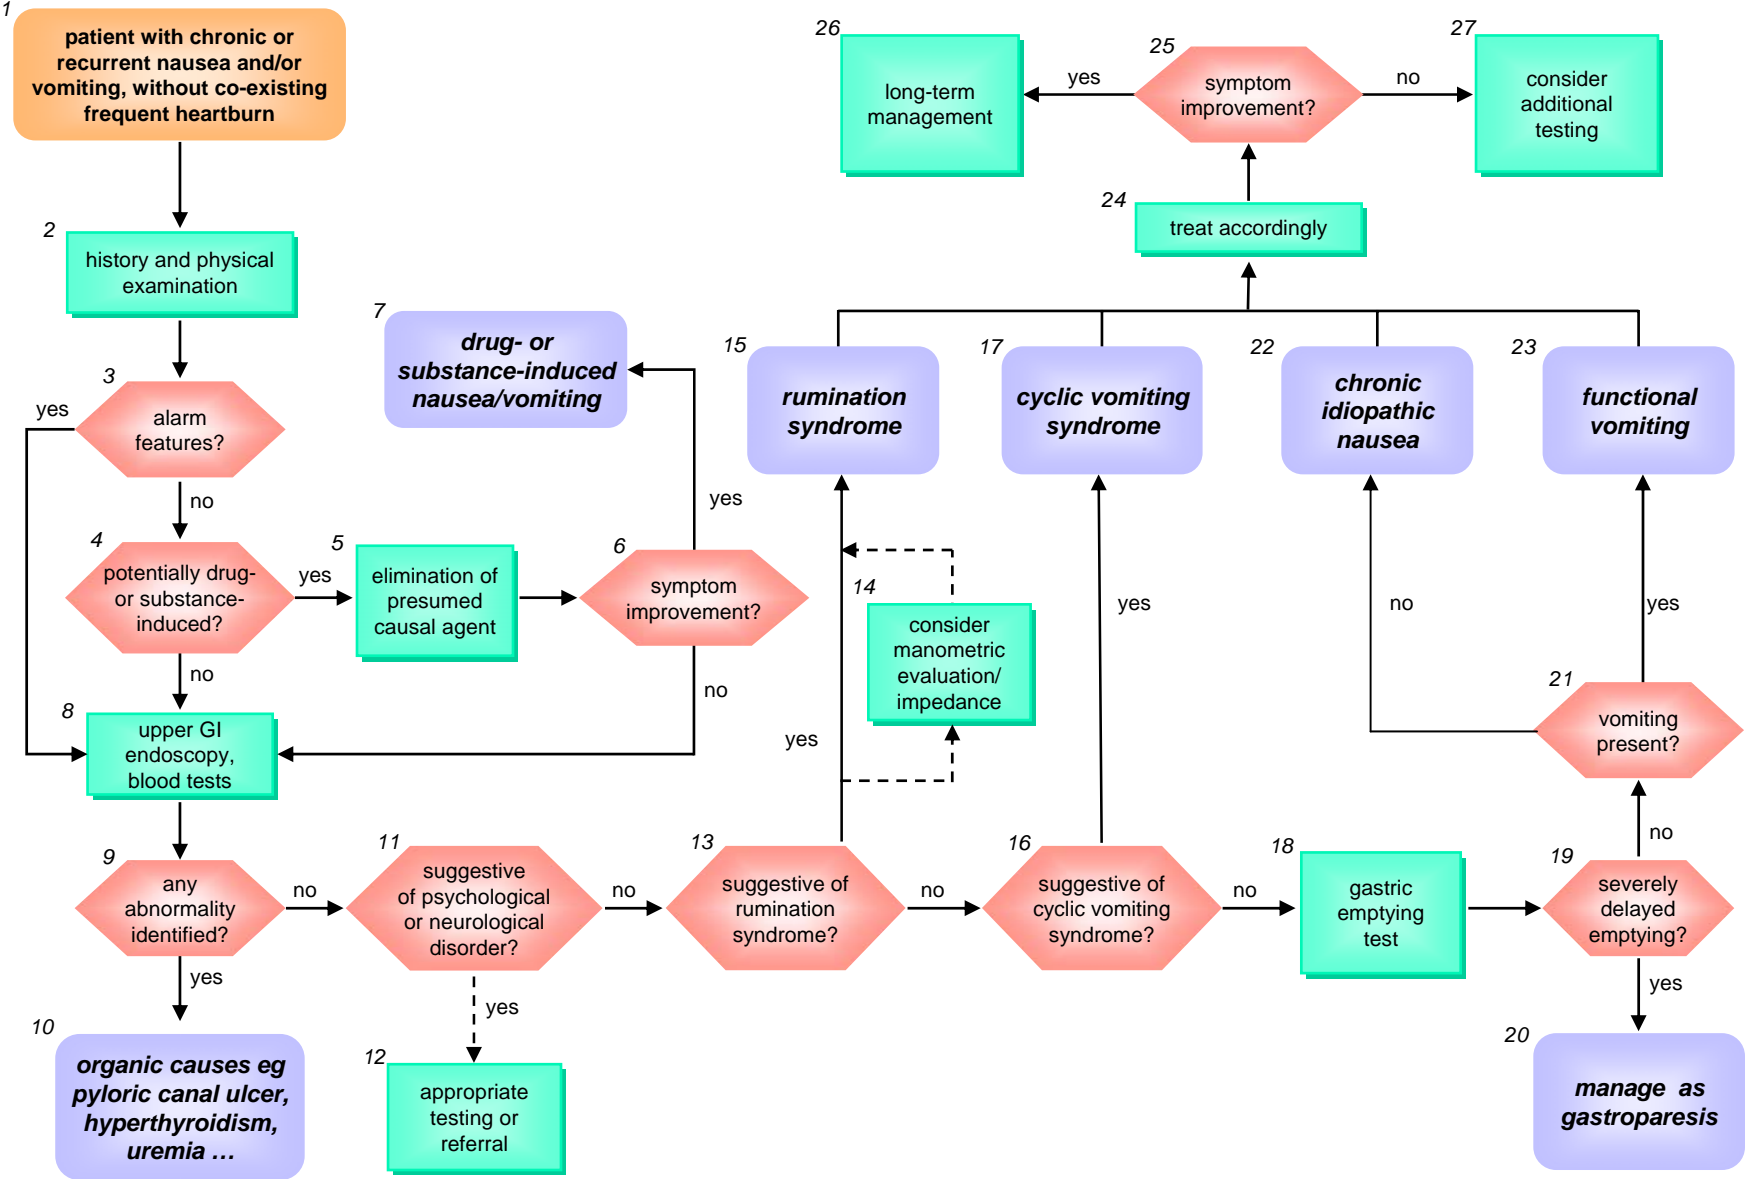 1
patient with chronic or
recurrent nausea and/or
vomiting, without co-existing
frequent heartburn
2
history and physical
examination
3
alarm
features?
yes
no
4
potentially drug-
or substance-
induced?
yes
no
5
elimination of
presumed
causal agent
6
symptom
improvement?
yes
no
7
drug- or
substance-induced
nausea/vomiting
8
upper GI
endoscopy,
blood tests
9
any
abnormality
identified?
no
yes
10
organic causes eg
pyloric canal ulcer,
hyperthyroidism,
uremia …
11
suggestive
of psychological
or neurological
disorder?
no
yes
12
appropriate
testing or
referral
13
suggestive of
rumination
syndrome?
yes
no
14
consider
manometric
evaluation/
impedance
15
rumination
syndrome
16
suggestive of
cyclic vomiting
syndrome?
yes
no
17
cyclic vomiting
syndrome
18
gastric
emptying
test
19
severely
delayed
emptying?
no
yes
20
manage as
gastroparesis
21
vomiting
present?
no
yes
22
chronic
idiopathic
nausea
23
functional
vomiting
24
treat accordingly
25
symptom
improvement?
yes
no
26
long-term
management
27
consider
additional
testing